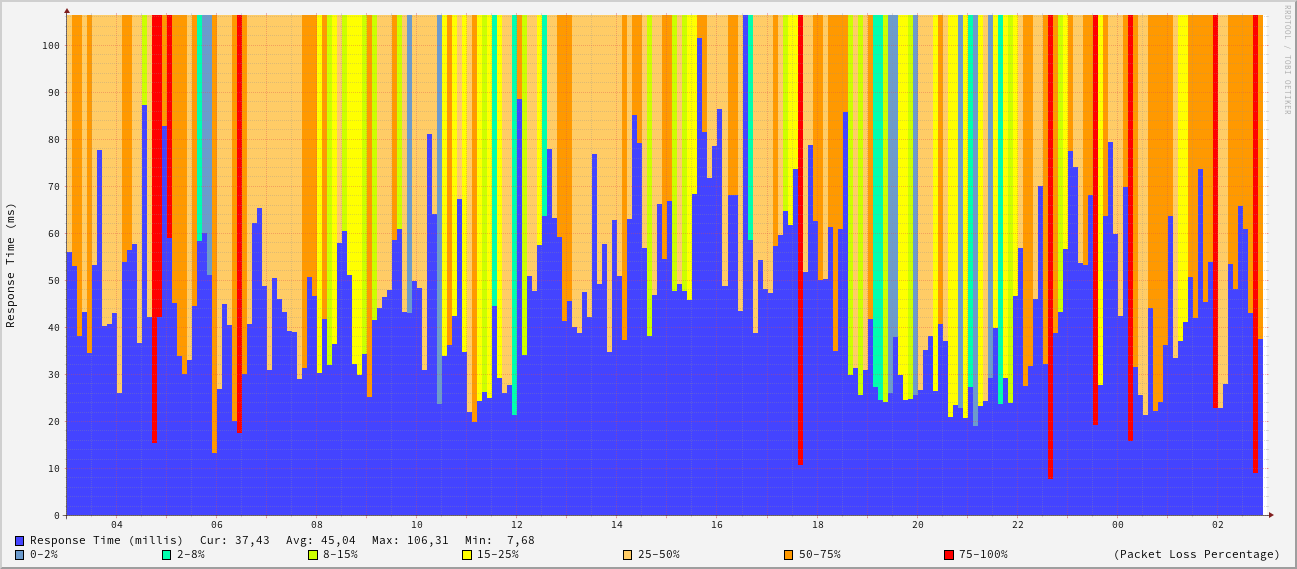 RRDTOOL / TOBI OETIKER
Response Time (ms)
100
90
80
70
60
50
40
30
20
10
0
04 06 08 10 12 14 16 18 20 22 00 02
Response Time (millis) Cur: 37,43 Avg: 45,04 Max: 106,31 Min: 7,68
0-2% 2-8% 8-15% 15-25% 25-50% 50-75% 75-100% (Packet Loss Percentage)